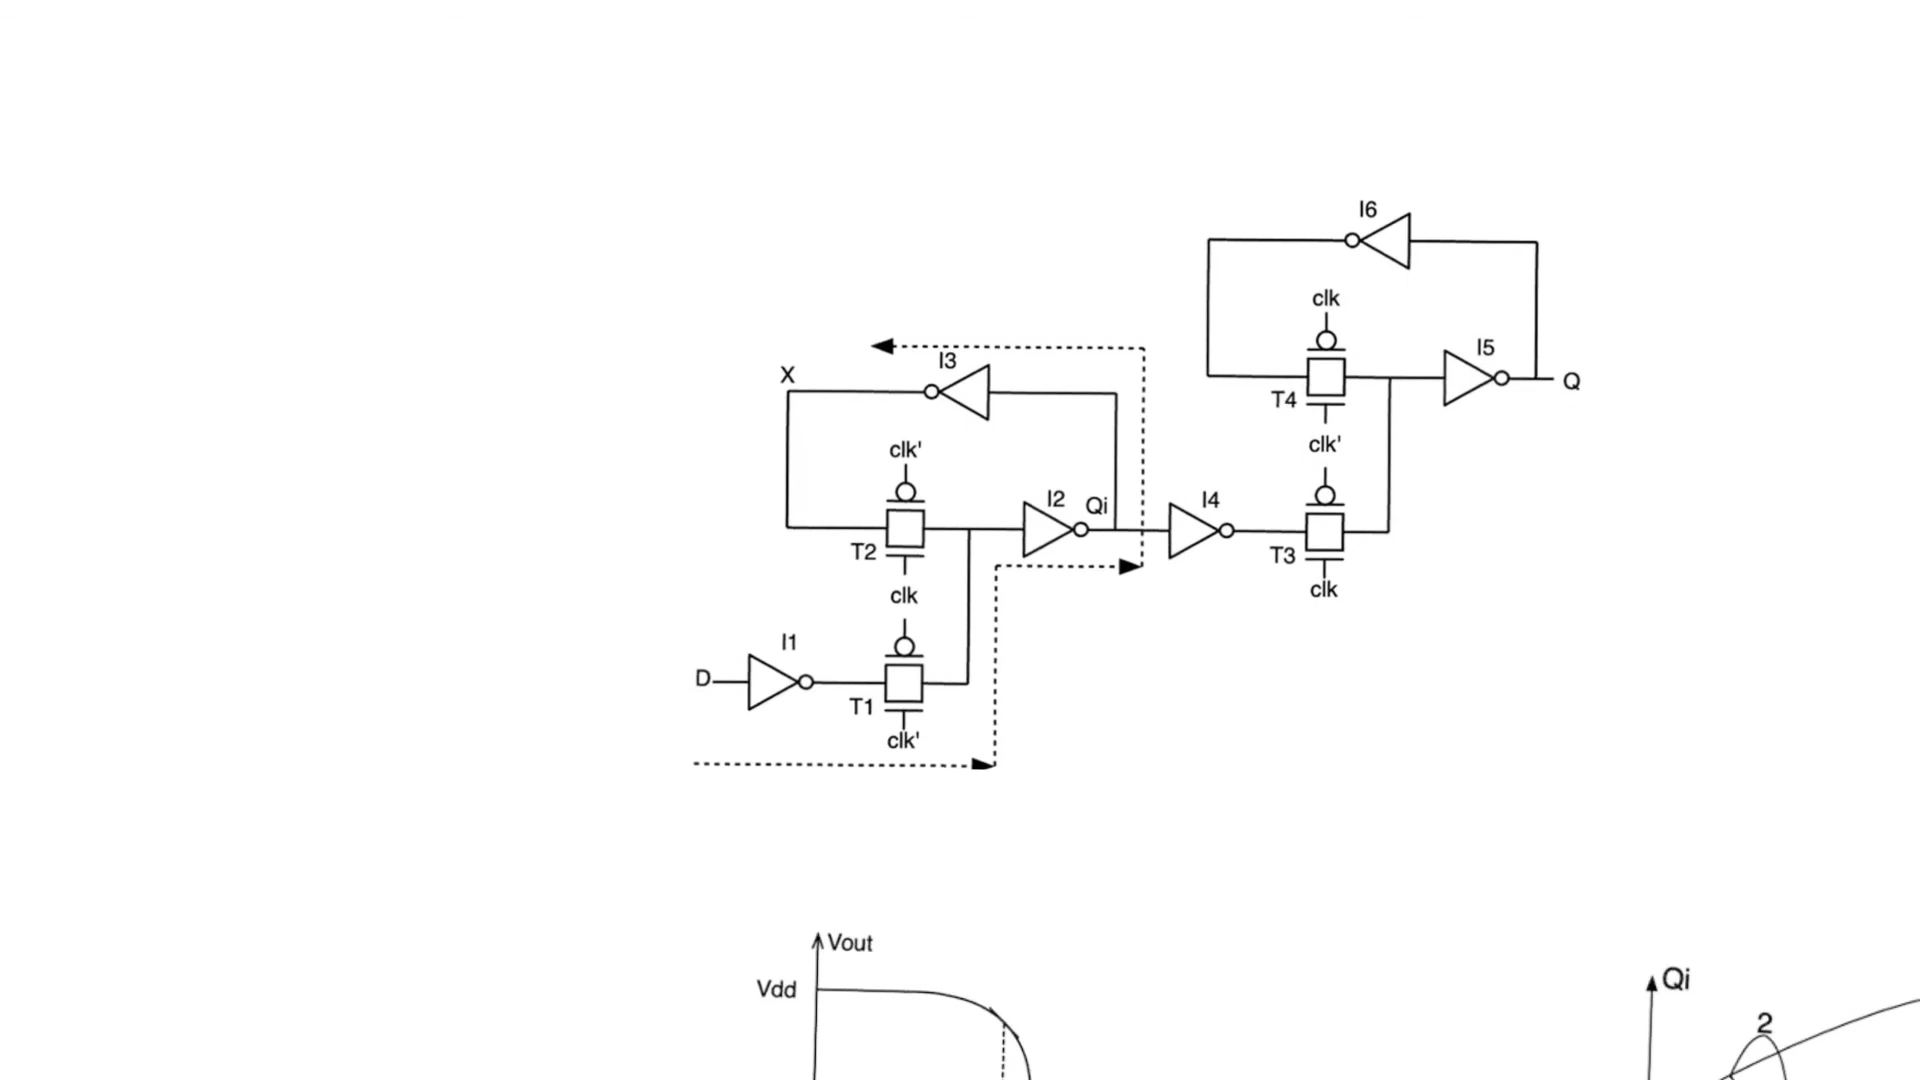 I6
clk
I5
Q
T4
clk'
I3
X
clk'
I2
Qi
I4
T2
T3
clk
clk
I1
D
T1
clk'
Vout
Vdd
Qi
2